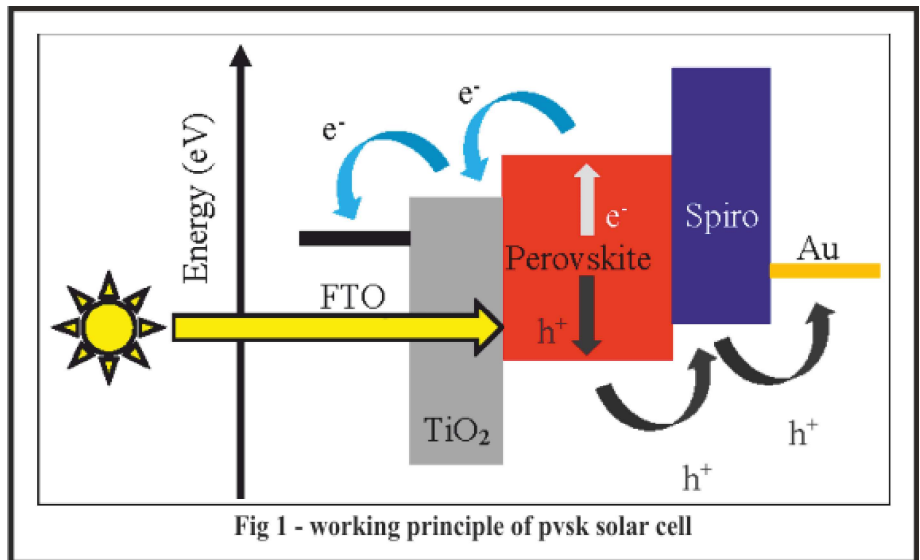 Energy (eV)
e-
e-
e-
Spiro
Perovskite
Au
FTO
h+
TiO₂
h+
h+
Fig 1 - working principle of pvsk solar cell